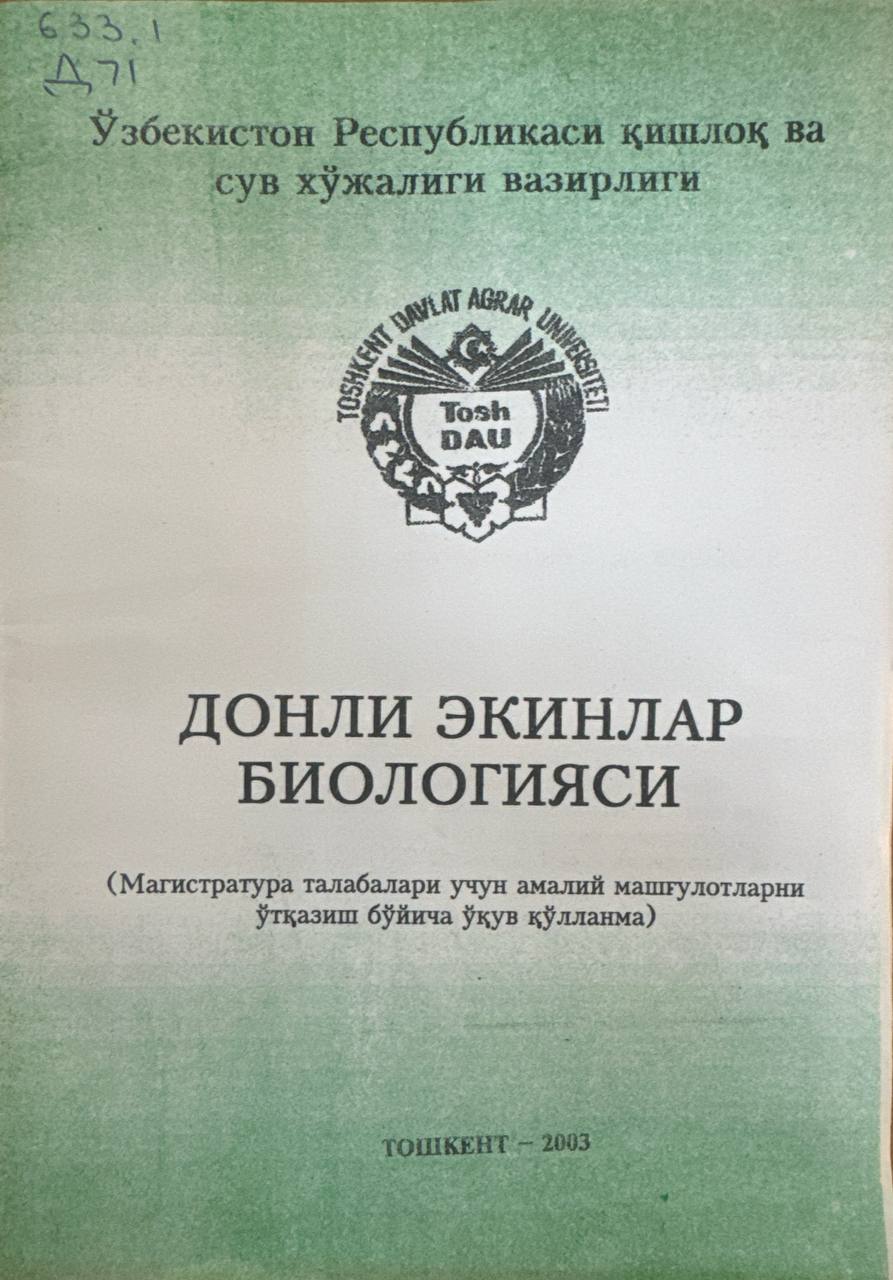 633.1
Д71
Ўзбекистон Республикаси қишлоқ ва
сув хўжалиги вазирлиги
TOSHKENT DAVLAT AGRAR UNIVERSITETI
Tosh
DAU
ДОНЛИ ЭКИНЛАР
БИОЛОГИЯСИ
(Магистратура талабалари учун амалий машғулотларни
ўтқазиш бўйича ўқув қўлланма)
ТОШКЕНТ – 2003